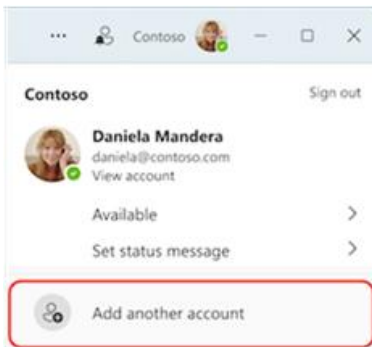 ... Contoso
Contoso Sign out
Daniela Mandera
daniela@contoso.com
View account
Available
Set status message
Add another account